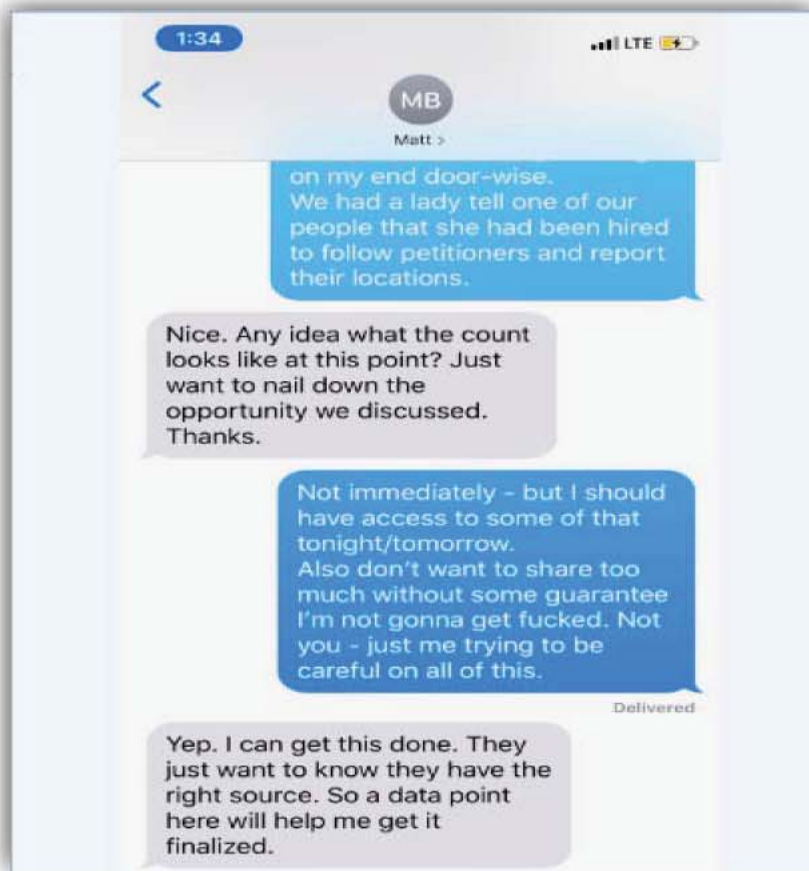 1:34
LTE
MB
Matt >
on my end door-wise.
We had a lady tell one of our
people that she had been hired
to follow petitioners and report
their locations.
Nice. Any idea what the count
looks like at this point? Just
want to nail down the
opportunity we discussed.
Thanks.
Not immediately - but I should
have access to some of that
tonight/tomorrow.
Also don't want to share too
much without some guarantee
I'm not gonna get fucked. Not
you - just me trying to be
careful on all of this.
Delivered
Yep. I can get this done. They
just want to know they have the
right source. So a data point
here will help me get it
finalized.